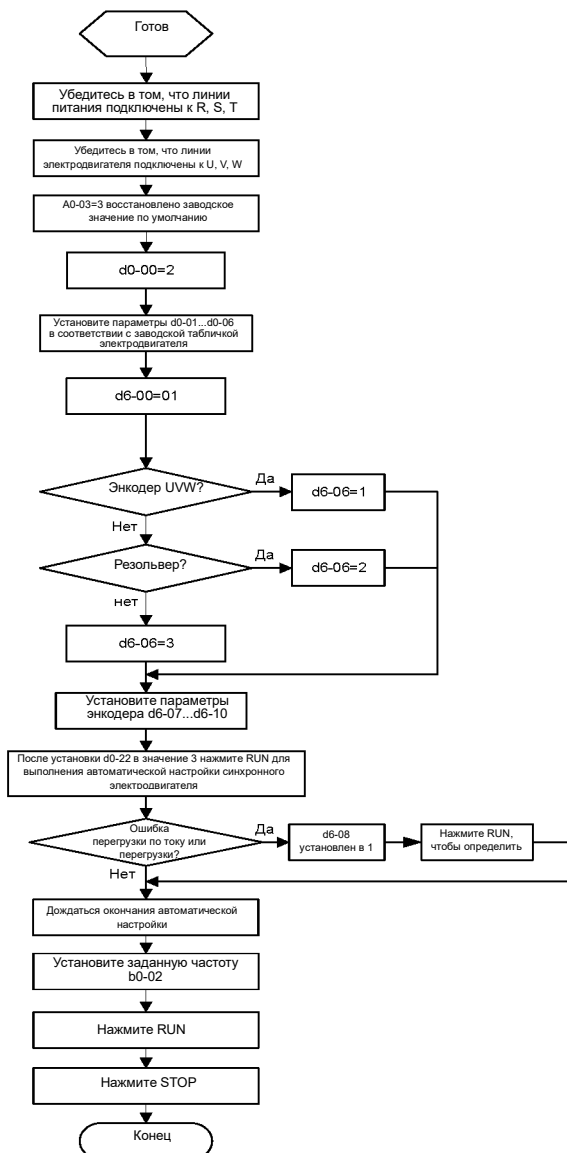 Готов
Убедитесь в том, что линии
питания подключены к R, S, T
Убедитесь в том, что линии
электродвигателя подключены к U, V, W
A0-03=3 восстановлено заводское
значение по умолчанию
d0-00=2
Установите параметры d0-01...d0-06
в соответствии с заводской табличкой
электродвигателя
d6-00=01
Энкодер UVW?
Да
d6-06=1
Нет
Резольвер?
Да
d6-06=2
нет
d6-06=3
Установите параметры
энкодера d6-07...d6-10
После установки d0-22 в значение 3 нажмите RUN для
выполнения автоматической настройки синхронного
электродвигателя
Ошибка
перегрузки по току или
перегрузки?
Да
d6-08
установлен в 1
Нажмите RUN,
чтобы определить
Нет
Дождаться окончания автоматической
настройки
Установите заданную частоту
b0-02
Нажмите RUN
Нажмите STOP
Конец